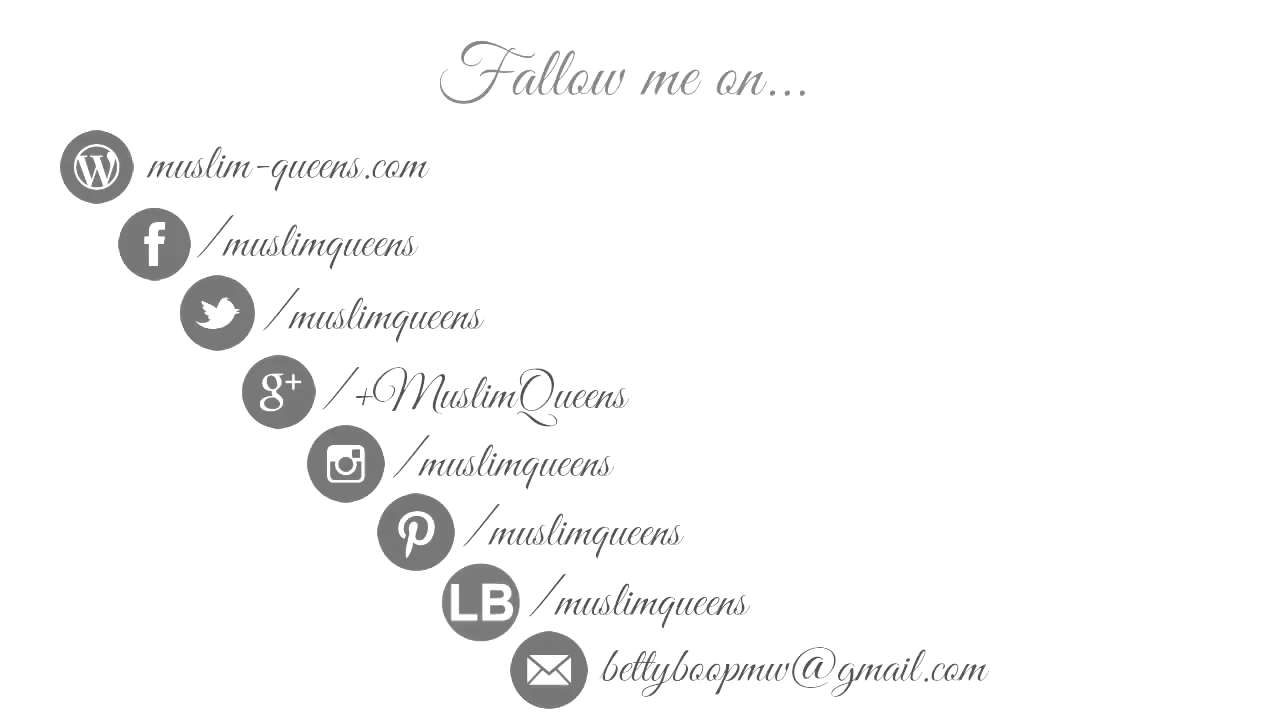 Fallow me on...
muslim-queens.com
/muslimqueens
/muslimqueens
g+ /+MuslimQueens
/muslimqueens
/muslimqueens
LB /muslimqueens
bettyboopmw@gmail.com